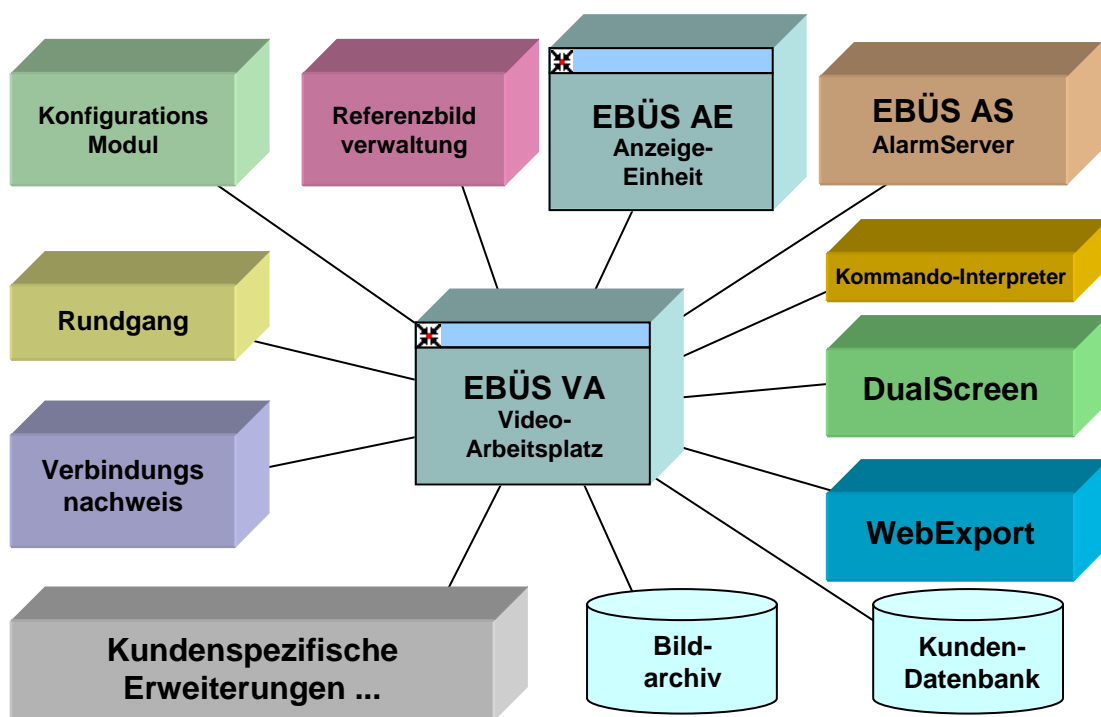 Konfigurations
Modul
Referenzbild
verwaltung
EBÜS AE
Anzeige-
Einheit
EBÜS AS
AlarmServer
Rundgang
Kommando-Interpreter
EBÜS VA
Video-
Arbeitsplatz
DualScreen
Verbindungs
nachweis
WebExport
Kundenspezifische
Erweiterungen ...
Bild-
archiv
Kunden-
Datenbank